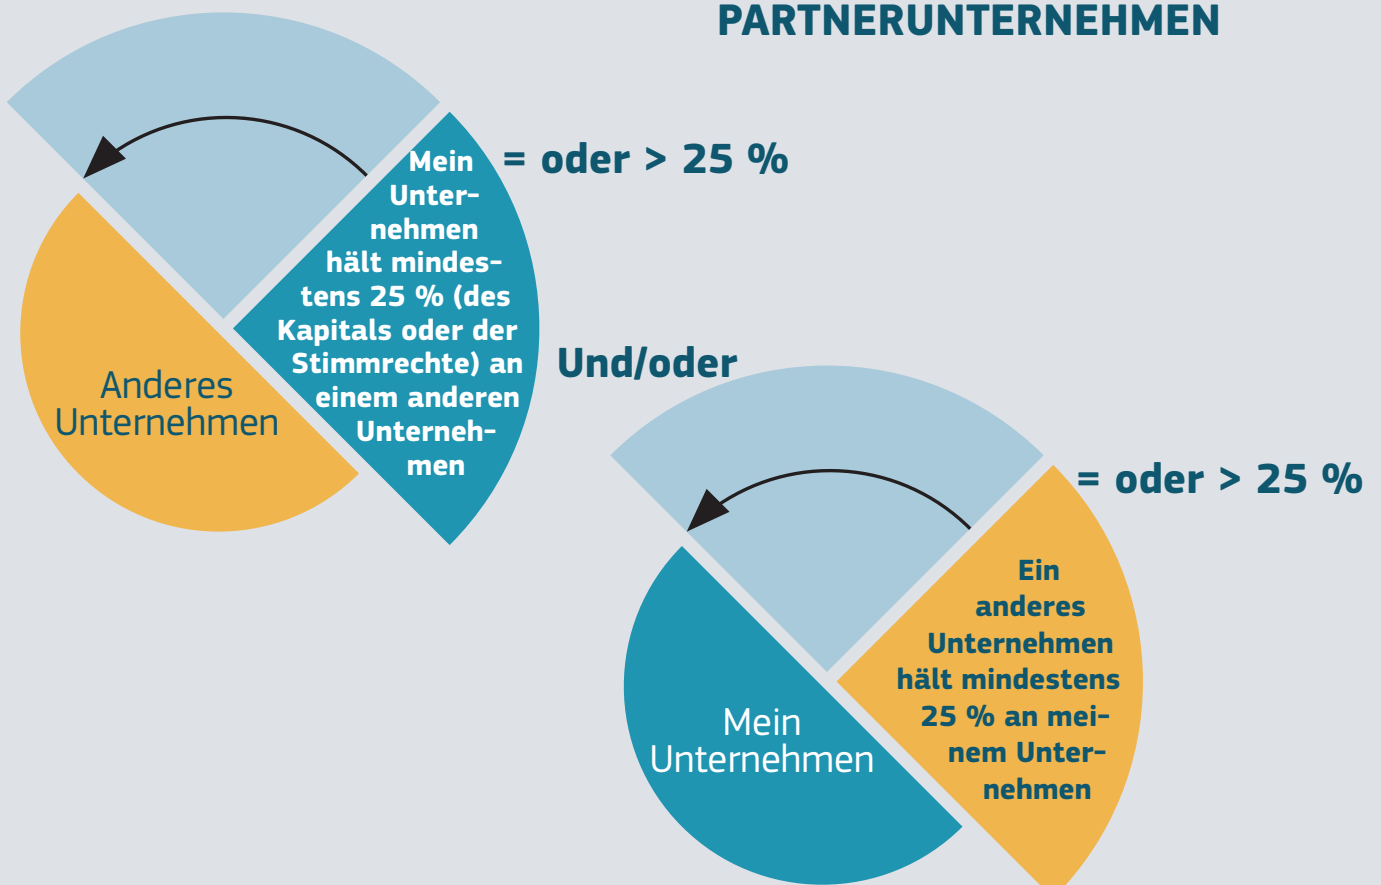 PARTNERUNTERNEHMEN
= oder > 25 %
Mein
Unter-
nehmen
hält mindes-
tens 25 % (des
Kapitals oder der
Stimmrechte) an
einem anderen
Unterneh-
men
Anderes
Unternehmen
Und/oder
= oder > 25 %
Ein
anderes
Unternehmen
hält mindestens
25 % an mei-
nem Unter-
nehmen
Mein
Unternehmen